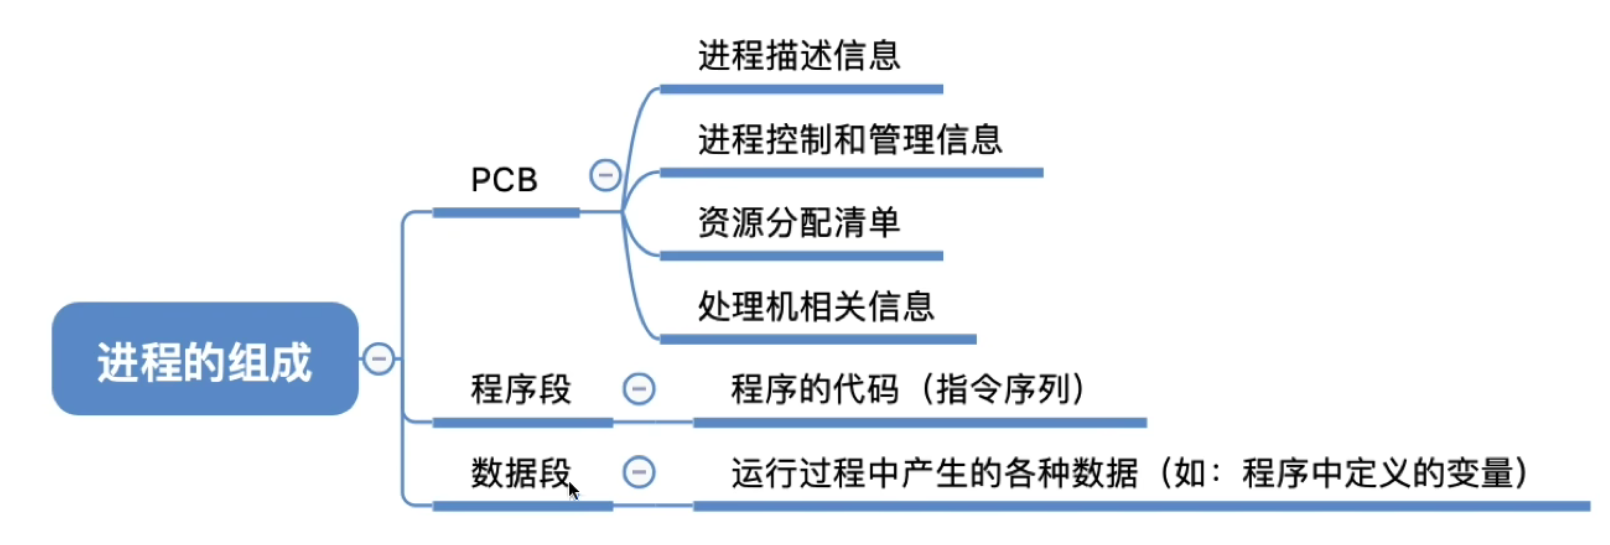 进程描述信息
进程控制和管理信息
PCB
资源分配清单
处理机相关信息
进程的组成
程序段
程序的代码（指令序列）
数据段
运行过程中产生的各种数据（如：程序中定义的变量）